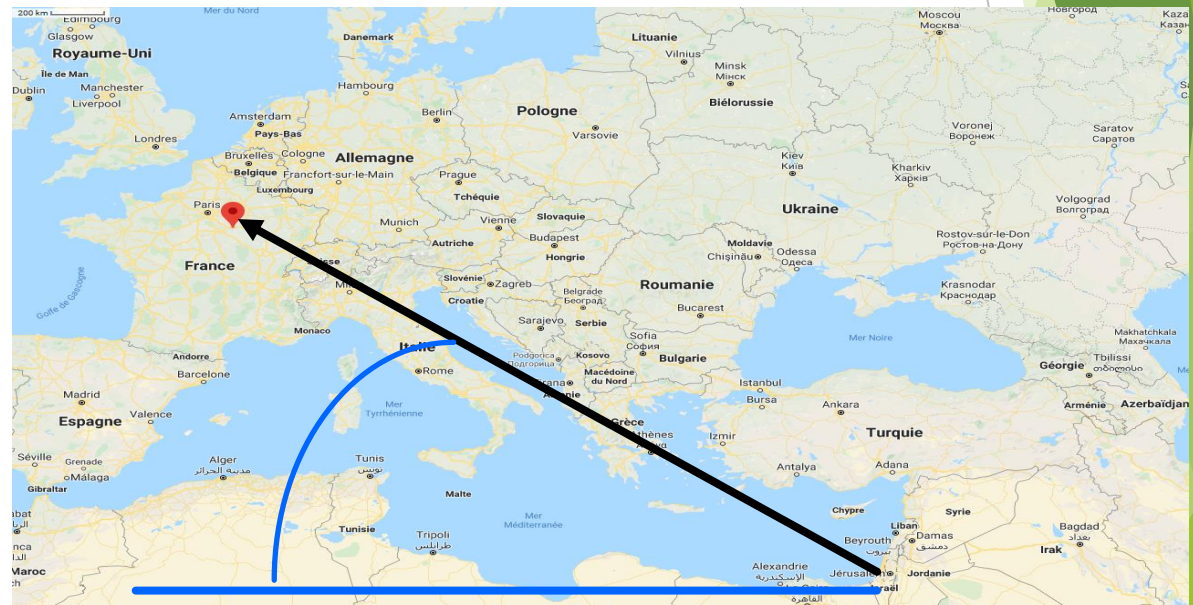 200 km
Mer du Nord
Edimbourg
Glasgow
Royaume-Uni
Île de Man
Dublin
Manchester
Liverpool
Londres
Danemark
Hambourg
Amsterdam
Pays-Bas
Berlin
Bruxelles
Cologne
Allemagne
Belgique
Francfort-sur-le-Main
Luxembourg
Prague
Tchéquie
Pologne
Varsovie
Lituanie
Vilnius
Minsk
Мінск
Biélorussie
Moscou
Москва
Новгород
Kaza
Казан
Voronej
Воронеж
Saratov
Саратов
Kiev
Київ
Kharkiv
Харків
Ukraine
Volgograd
Волгоград
Rostov-sur-le-Don
Ростов-на-Дону
Paris
France
Munich
Vienne
Slovaquie
Autriche
Budapest
Hongrie
Moldavie
Chișinău
Odessa
Одеса
Krasnodar
Краснодар
Golfe de Gascogne
Slovénie
Zagreb
Croatie
Belgrade
Београд
Roumanie
Bucarest
Sarajevo
Serbie
Sofia
София
Bulgarie
Monaco
Italie
Rome
Podgorica
Подгорица
Kosovo
Macédoine
du Nord
Mer Noire
Makhatchkala
Махачкала
Géorgie
Tbilissi
თბილისი
Andorre
Barcelone
Madrid
Espagne
Valence
Mer
Tyrrhénienne
Istanbul
Bursa
Ankara
Arménie
Azerbaïdjan
Grèce
Izmir
Turquie
Séville
Grenade
Málaga
Gibraltar
Alger
مدينة الجزائر
Tunis
تونس
Antalya
Adana
Malte
Tunisie
Mer
Méditerranée
Tripoli
طرابلس
Chypre
Syrie
Liban
Beyrouth
بيروت
Damas
دمشق
Bagdad
بغداد
Irak
Maroc
Alexandrie
الإسكندرية
Jérusalem
Jordanie
القاهرة